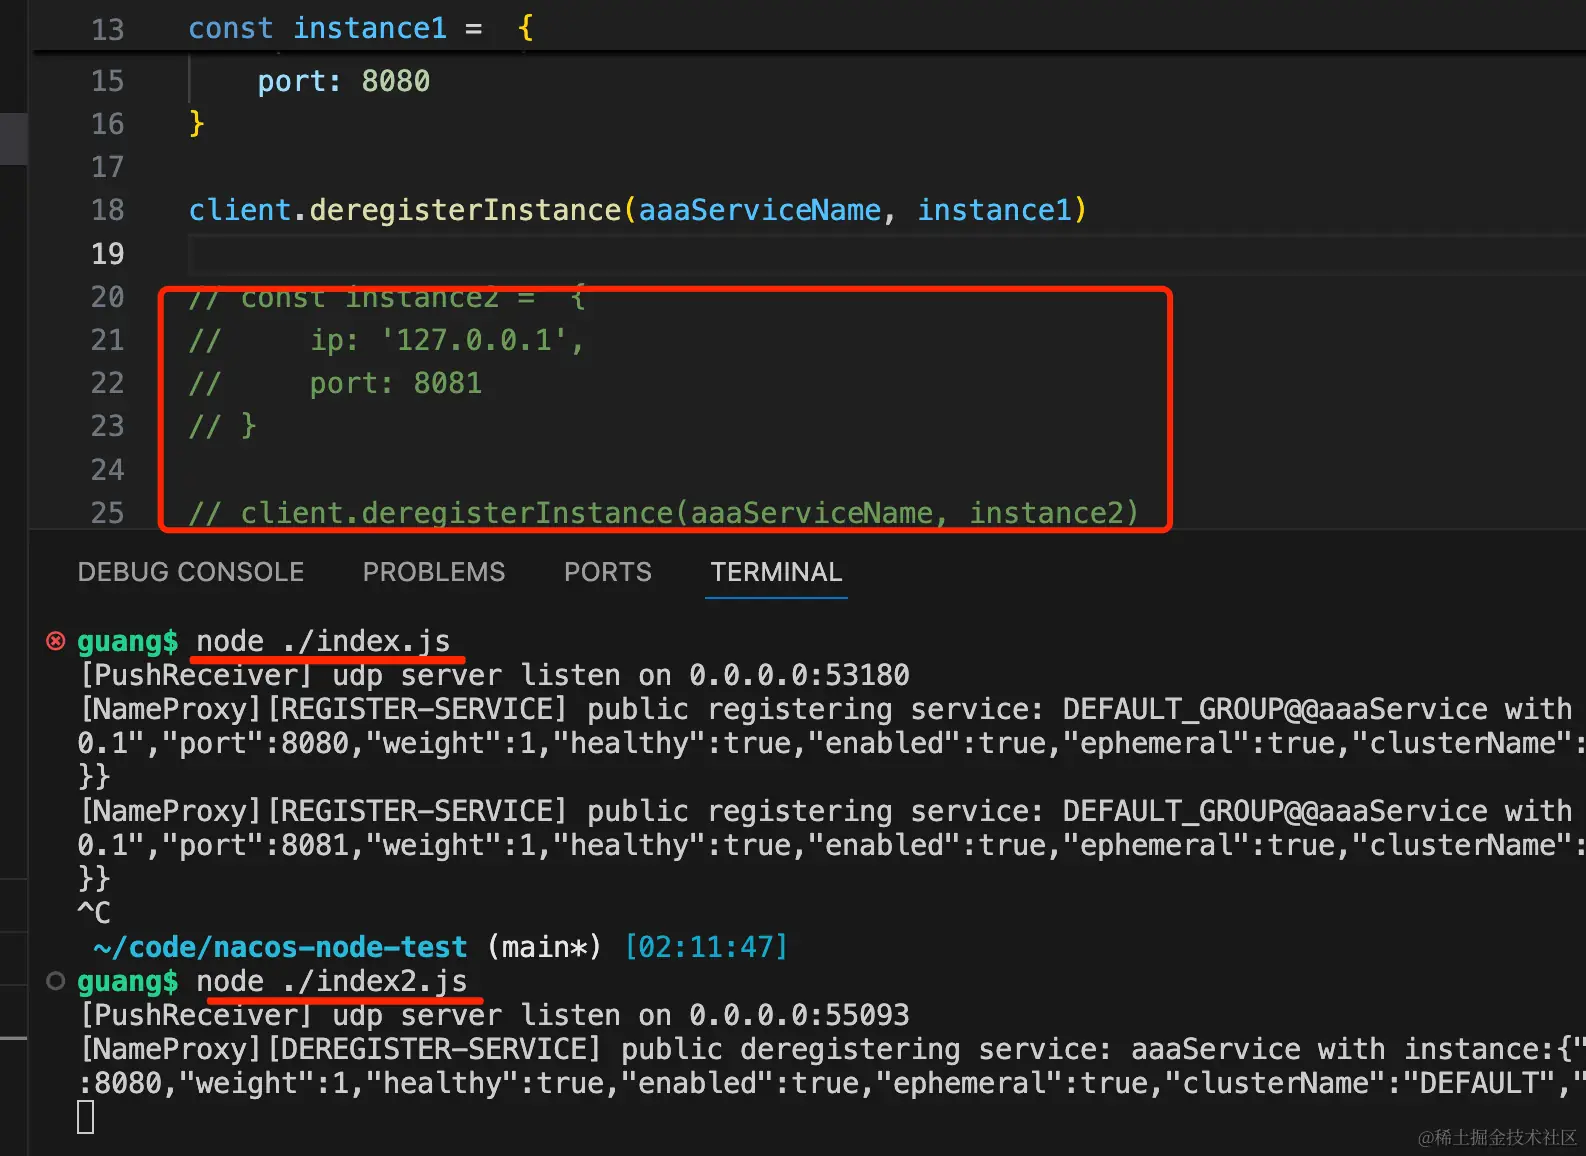 13 const instance1 = {
15 port: 8080
16 }
17
18 client.deregisterInstance(aaaServiceName, instance1)
19
20 // const instance2 = {
21 // ip: '127.0.0.1',
22 // port: 8081
23 // }
24
25 // client.deregisterInstance(aaaServiceName, instance2)
DEBUG CONSOLE PROBLEMS PORTS TERMINAL
guang$ node ./index.js
[PushReceiver] udp server listen on 0.0.0.0:53180
[NameProxy][REGISTER-SERVICE] public registering service: DEFAULT_GROUP@@aaaService with
0.1","port":8080,"weight":1,"healthy":true,"enabled":true,"ephemeral":true,"clusterName":
}}
[NameProxy][REGISTER-SERVICE] public registering service: DEFAULT_GROUP@@aaaService with
0.1","port":8081,"weight":1,"healthy":true,"enabled":true,"ephemeral":true,"clusterName":
}}
^C
~/code/nacos-node-test (main*) [02:11:47]
guang$ node ./index2.js
[PushReceiver] udp server listen on 0.0.0.0:55093
[NameProxy][DEREGISTER-SERVICE] public deregistering service: aaaService with instance:{"
:8080,"weight":1,"healthy":true,"enabled":true,"ephemeral":true,"clusterName":"DEFAULT","
@稀土掘金技术社区